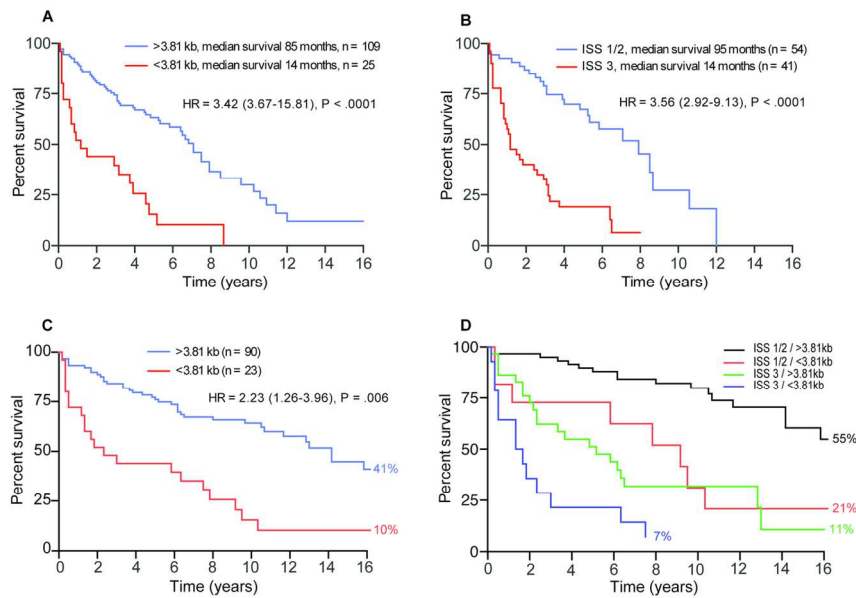 A
>3.81 kb, median survival 85 months, n = 109
<3.81 kb, median survival 14 months, n = 25
HR = 3.42 (3.67-15.81), P < .0001
Percent survival
100
75
50
25
0
0 2 4 6 8 10 12 14 16
Time (years)
B
ISS 1/2, median survival 95 months (n = 54)
ISS 3, median survival 14 months (n = 41)
HR = 3.56 (2.92-9.13), P < .0001
Percent survival
100
75
50
25
0
0 2 4 6 8 10 12 14 16
Time (years)
C
>3.81 kb (n = 90)
<3.81 kb (n = 23)
HR = 2.23 (1.26-3.96), P = .006
Percent survival
100
75
50
25
0
41%
10%
0 2 4 6 8 10 12 14 16
Time (years)
D
ISS 1/2 / >3.81kb
ISS 1/2 / <3.81kb
ISS 3 / >3.81kb
ISS 3 / <3.81kb
Percent survival
100
75
50
25
0
55%
21%
11%
7%
0 2 4 6 8 10 12 14 16
Time (years)